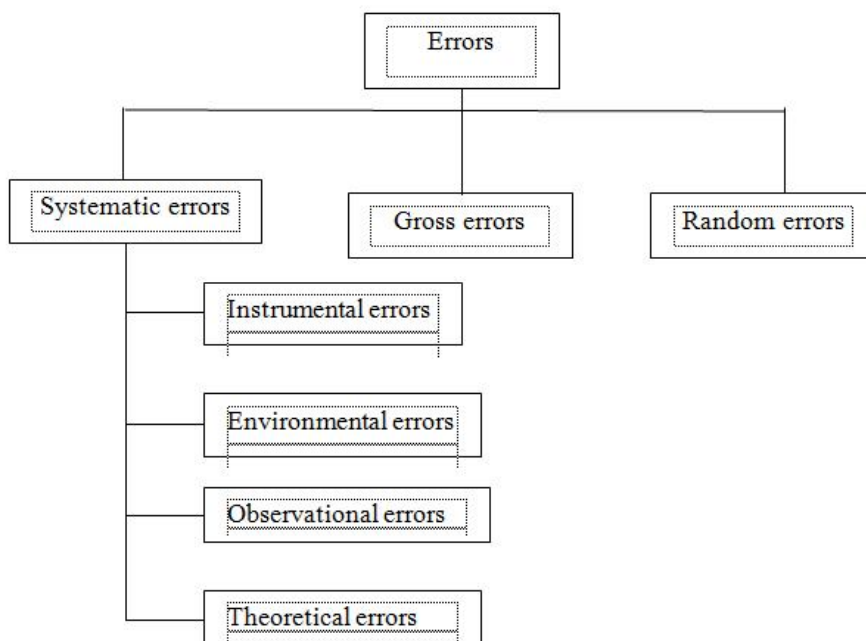 Errors
Systematic errors
Gross errors
Random errors
Instrumental errors
Environmental errors
Observational errors
Theoretical errors